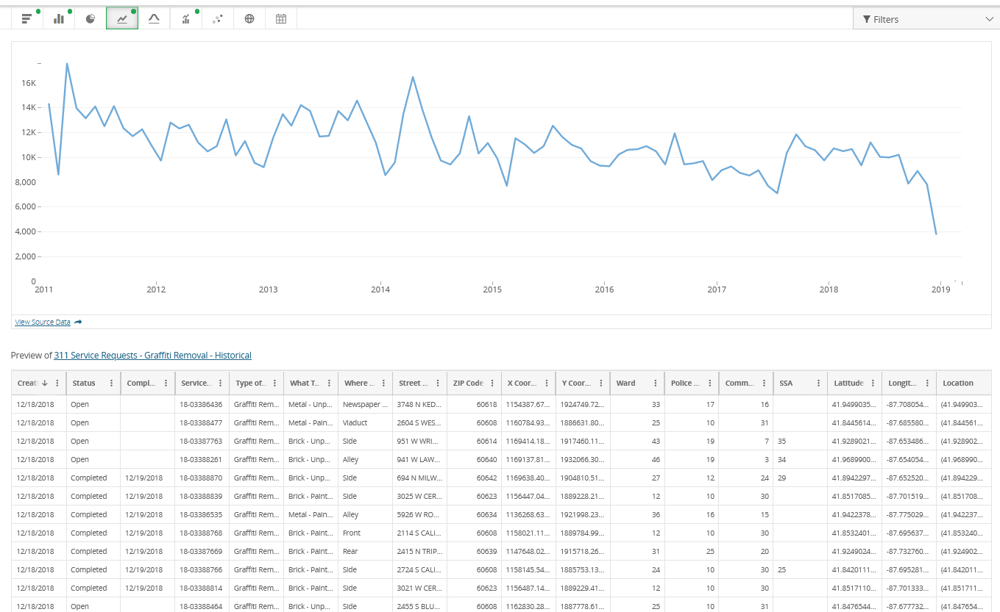 Filters
16K
14K
12K
10K
8,000
6,000
4,000
2,000
0
2011 2012 2013 2014 2015 2016 2017 2018 2019
View Source Data
Preview of 311 Service Requests - Graffiti Removal - Historical
Creat Status Compl... Service... Type of... What T... Where ... Street ... ZIP Code X Coor... Y Coor... Ward Police ... Comm... SSA Latitude Longit... Location
12/18/2018 Open 18-03386436 Graffiti Rem... Metal - Unp... Newspaper ... 3748 N KED... 60618 1154387.67... 1924749.72... 33 17 16 41.9499035... -87.708054... (41.949903...
12/18/2018 Open 18-03388477 Graffiti Rem... Metal - Pain... Viaduct 2604 S WES... 60608 1160784.93... 1886631.80... 25 10 31 41.8445614... -87.685580... (41.844561...
12/18/2018 Open 18-03387763 Graffiti Rem... Brick - Unp... Side 951 W WRI... 60614 1169414.18... 1917460.11... 43 19 7 35 41.9289021... -87.653486... (41.928902...
12/18/2018 Open 18-03388261 Graffiti Rem... Brick - Unp... Alley 941 W LAW... 60640 1169137.81... 1932066.30... 46 19 3 34 41.9689900... -87.654054... (41.968990...
12/18/2018 Completed 12/19/2018 18-03388870 Graffiti Rem... Brick - Unp... Side 694 N MILW... 60642 1169638.40... 1904810.51... 27 12 24 29 41.8942297... -87.652520... (41.894229...
12/18/2018 Completed 12/19/2018 18-03388839 Graffiti Rem... Brick - Paint... Side 3025 W CER... 60623 1156447.04... 1889228.21... 12 10 30 41.8517085... -87.701519... (41.851708...
12/18/2018 Completed 12/19/2018 18-03386535 Graffiti Rem... Metal - Pain... Alley 5926 W RO... 60634 1136268.63... 1921998.23... 36 16 15 41.9422378... -87.775029... (41.942237...
12/18/2018 Completed 12/19/2018 18-03388768 Graffiti Rem... Brick - Paint... Front 2114 S CALI... 60608 1158021.11... 1889784.99... 12 10 30 41.8532401... -87.695637... (41.853240...
12/18/2018 Completed 12/19/2018 18-03387669 Graffiti Rem... Brick - Paint... Rear 2415 N TRIP... 60639 1147648.02... 1915718.26... 31 25 20 41.9249024... -87.732760... (41.924902...
12/18/2018 Completed 12/19/2018 18-03388766 Graffiti Rem... Brick - Paint... Side 2724 S CALI... 60608 1158145.54... 1885753.13... 24 10 30 25 41.8420111... -87.695281... (41.842011...
12/18/2018 Completed 12/19/2018 18-03388814 Graffiti Rem... Brick - Paint... Side 3021 W CER... 60623 1156487.14... 1889229.41... 12 10 30 41.8517110... -87.701333... (41.851711...
12/18/2018 Open 18-03388464 Graffiti Rem... Brick - Unp... Side 2455 S BLU... 60608 1162830.28... 1887778.61... 25 10 31 41.8476544... -87.677732... (41.847654...